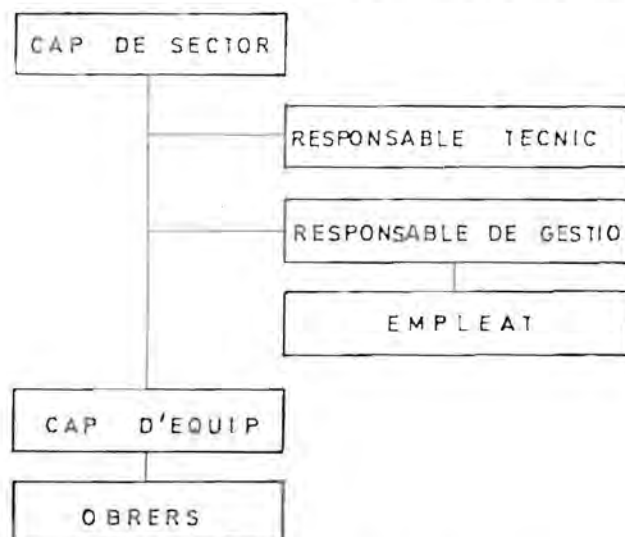 CAP DE SECTOR
RESPONSABLE TECNIC
RESPONSABLE DE GESTIO
EMPLEAT
CAP D'EQUIP
OBRERS